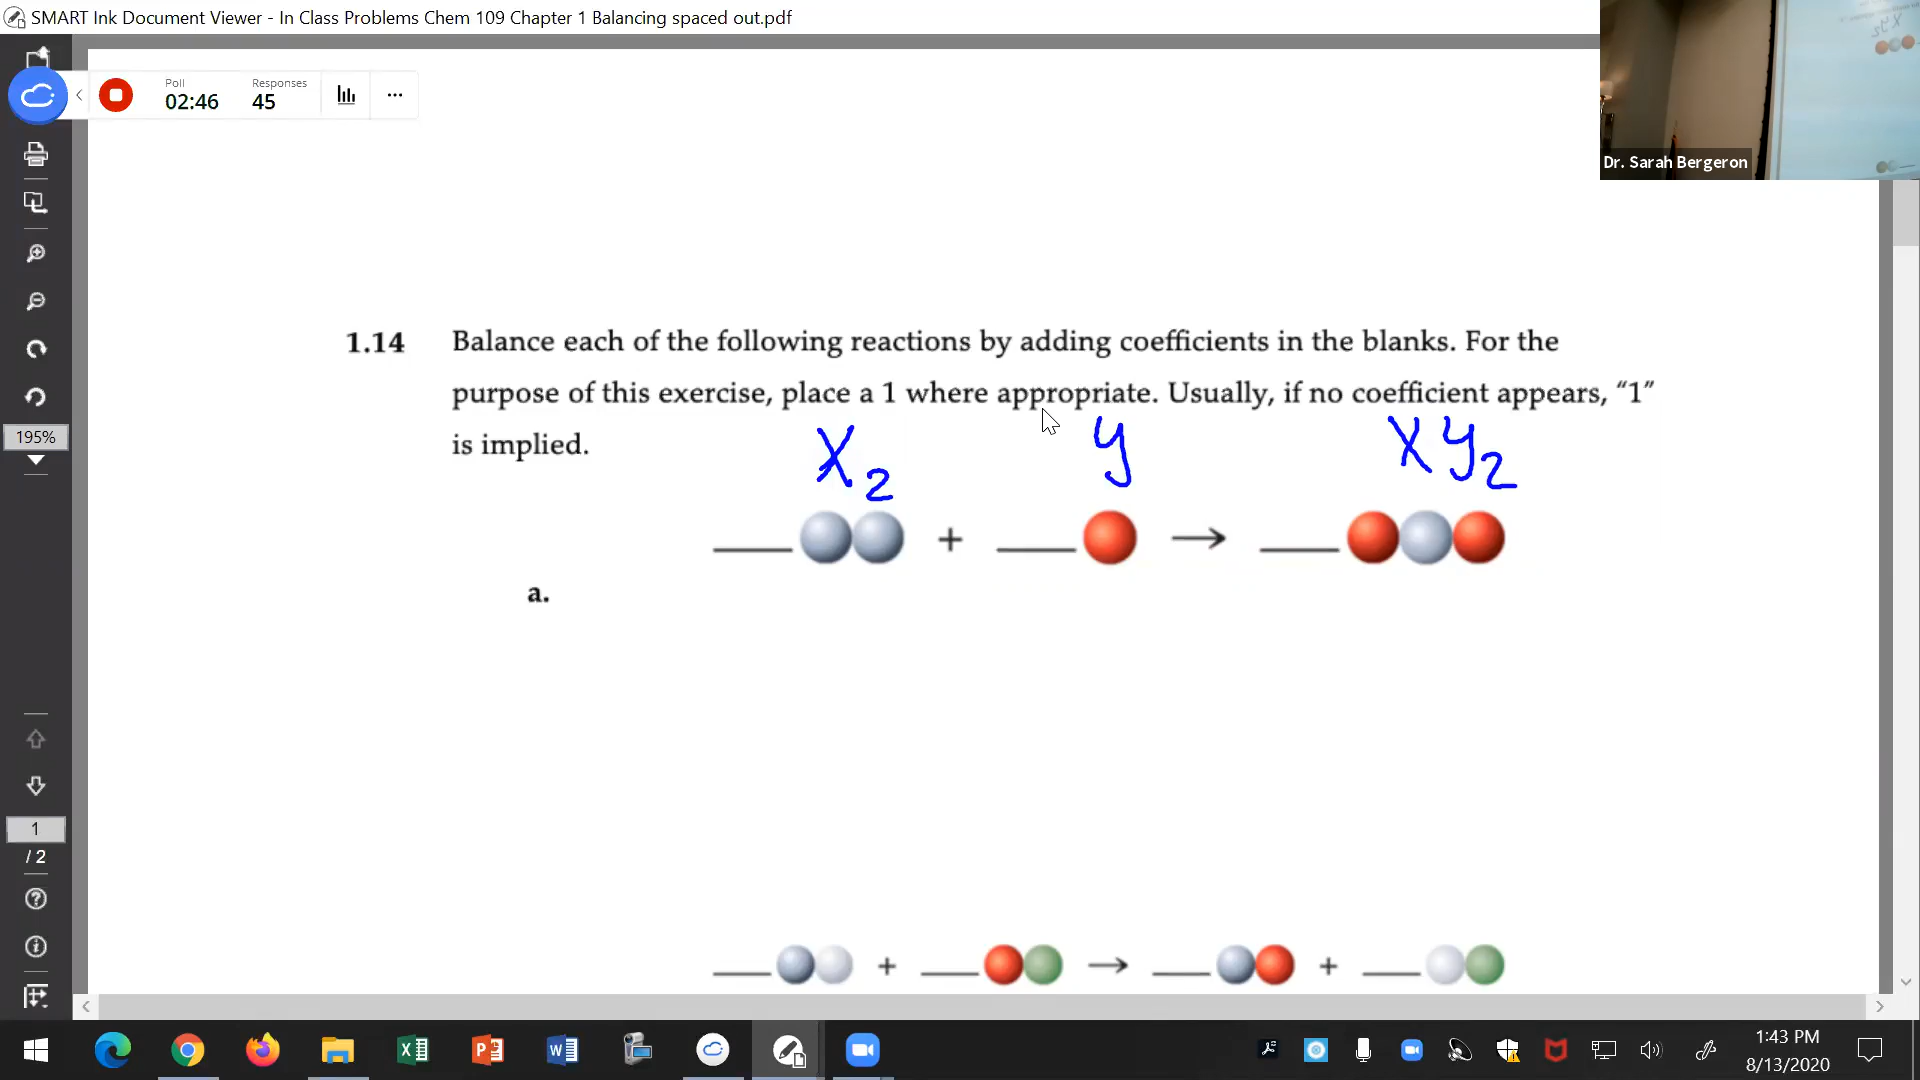 SMART Ink Document Viewer - In Class Problems Chem 109 Chapter 1 Balancing spaced out.pdf
Poll
02:46
Responses
45
Dr. Sarah Bergeron
1.14 Balance each of the following reactions by adding coefficients in the blanks. For the
purpose of this exercise, place a 1 where appropriate. Usually, if no coefficient appears, “1”
is implied.
X2 y Xy2
+ →
a.
+ → +
195%
1
/ 2
1:43 PM
8/13/2020